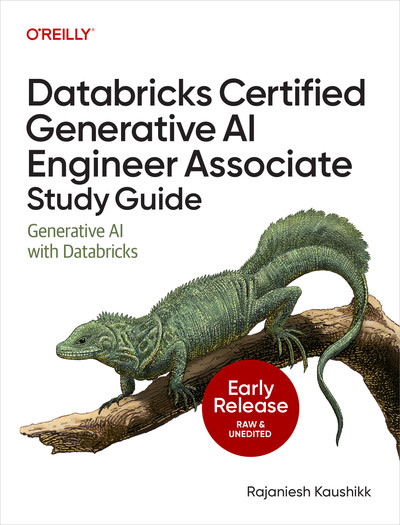 O'REILLY®
Databricks Certified
Generative AI
Engineer Associate
Study Guide
Generative AI
with Databricks
Early
Release
RAW &
UNEDITED
Rajaniesh Kaushikk